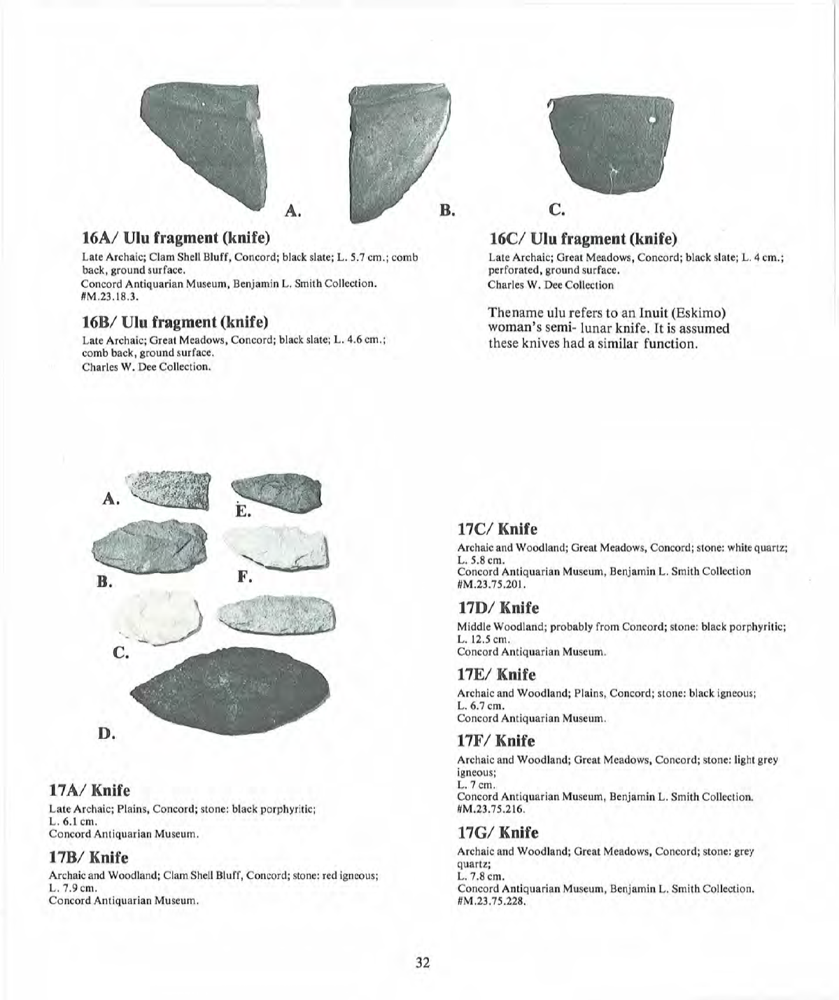 A.
B.
C.
16A/ Ulu fragment (knife)
Late Archaic; Clam Shell Bluff, Concord; black slate; L. 5.7 cm.; comb
back, ground surface.
Concord Antiquarian Museum, Benjamin L. Smith Collection.
#M.23.18.3.
16B/ Ulu fragment (knife)
Late Archaic; Great Meadows, Concord; black slate; L. 4.6 cm.;
comb back, ground surface.
Charles W. Dee Collection.
16C/ Ulu fragment (knife)
Late Archaic; Great Meadows, Concord; black slate; L. 4 cm.;
perforated, ground surface.
Charles W. Dee Collection
Thename ulu refers to an Inuit (Eskimo)
woman's semi- lunar knife. It is assumed
these knives had a similar function.
A.
E.
B.
F.
C.
D.
17A/ Knife
Late Archaic; Plains, Concord; stone: black porphyritic;
L. 6.1 cm.
Concord Antiquarian Museum.
17B/ Knife
Archaic and Woodland; Clam Shell Bluff, Concord; stone: red igneous;
L. 7.9 cm.
Concord Antiquarian Museum.
17C/ Knife
Archaic and Woodland; Great Meadows, Concord; stone: white quartz;
L. 5.8 cm.
Concord Antiquarian Museum, Benjamin L. Smith Collection
#M.23.75.201.
17D/ Knife
Middle Woodland; probably from Concord; stone: black porphyritic;
L. 12.5 cm.
Concord Antiquarian Museum.
17E/ Knife
Archaic and Woodland; Plains, Concord; stone: black igneous;
L. 6.7 cm.
Concord Antiquarian Museum.
17F/ Knife
Archaic and Woodland; Great Meadows, Concord; stone: light grey
igneous;
L. 7 cm.
Concord Antiquarian Museum, Benjamin L. Smith Collection.
#M.23.75.216.
17G/ Knife
Archaic and Woodland; Great Meadows, Concord; stone: grey
quartz;
L. 7.8 cm.
Concord Antiquarian Museum, Benjamin L. Smith Collection.
#M.23.75.228.
32